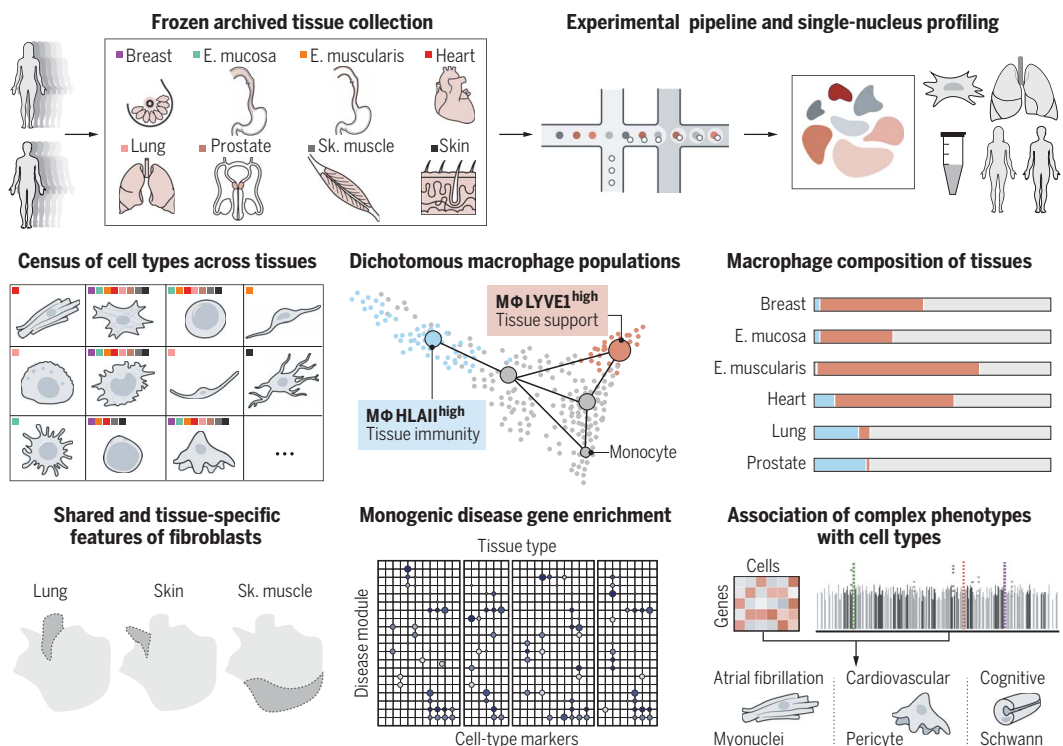 Frozen archived tissue collection
Experimental pipeline and single-nucleus profiling
Breast
E. mucosa
E. muscularis
Heart
Lung
Prostate
Sk. muscle
Skin
Census of cell types across tissues
...
Dichotomous macrophage populations
MΦ LYVE1high
Tissue support
MΦ HLAIIhigh
Tissue immunity
Monocyte
Macrophage composition of tissues
Breast
E. mucosa
E. muscularis
Heart
Lung
Prostate
Shared and tissue-specific
features of fibroblasts
Lung
Skin
Sk. muscle
Monogenic disease gene enrichment
Tissue type
Disease module
Cell-type markers
Association of complex phenotypes
with cell types
Cells
Genes
Atrial fibrillation
Cardiovascular
Cognitive
Myonuclei
Pericyte
Schwann